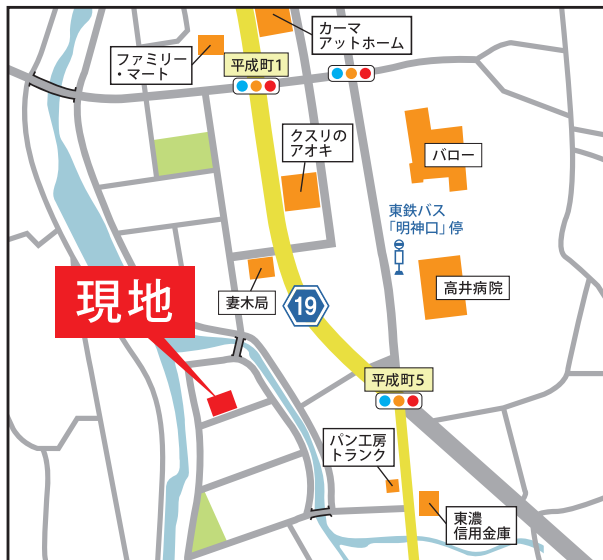 カーマ
アットホーム
ファミリー
・マート
平成町1
クスリの
アオキ
バロー
東鉄バス
「明神口」停
妻木局
現地
19
高井病院
平成町5
パン工房
トランク
東濃
信用金庫